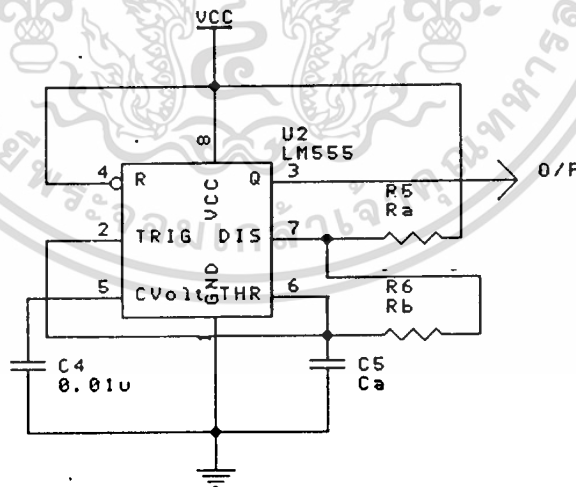 VCC
U2
LM555
8
4
R
VCC
Q
3
O/P
R5
Ra
2
TRIG
DIS
7
5
CVolt
GND
THR
6
R6
Rb
C4
0.01u
C5
Ca